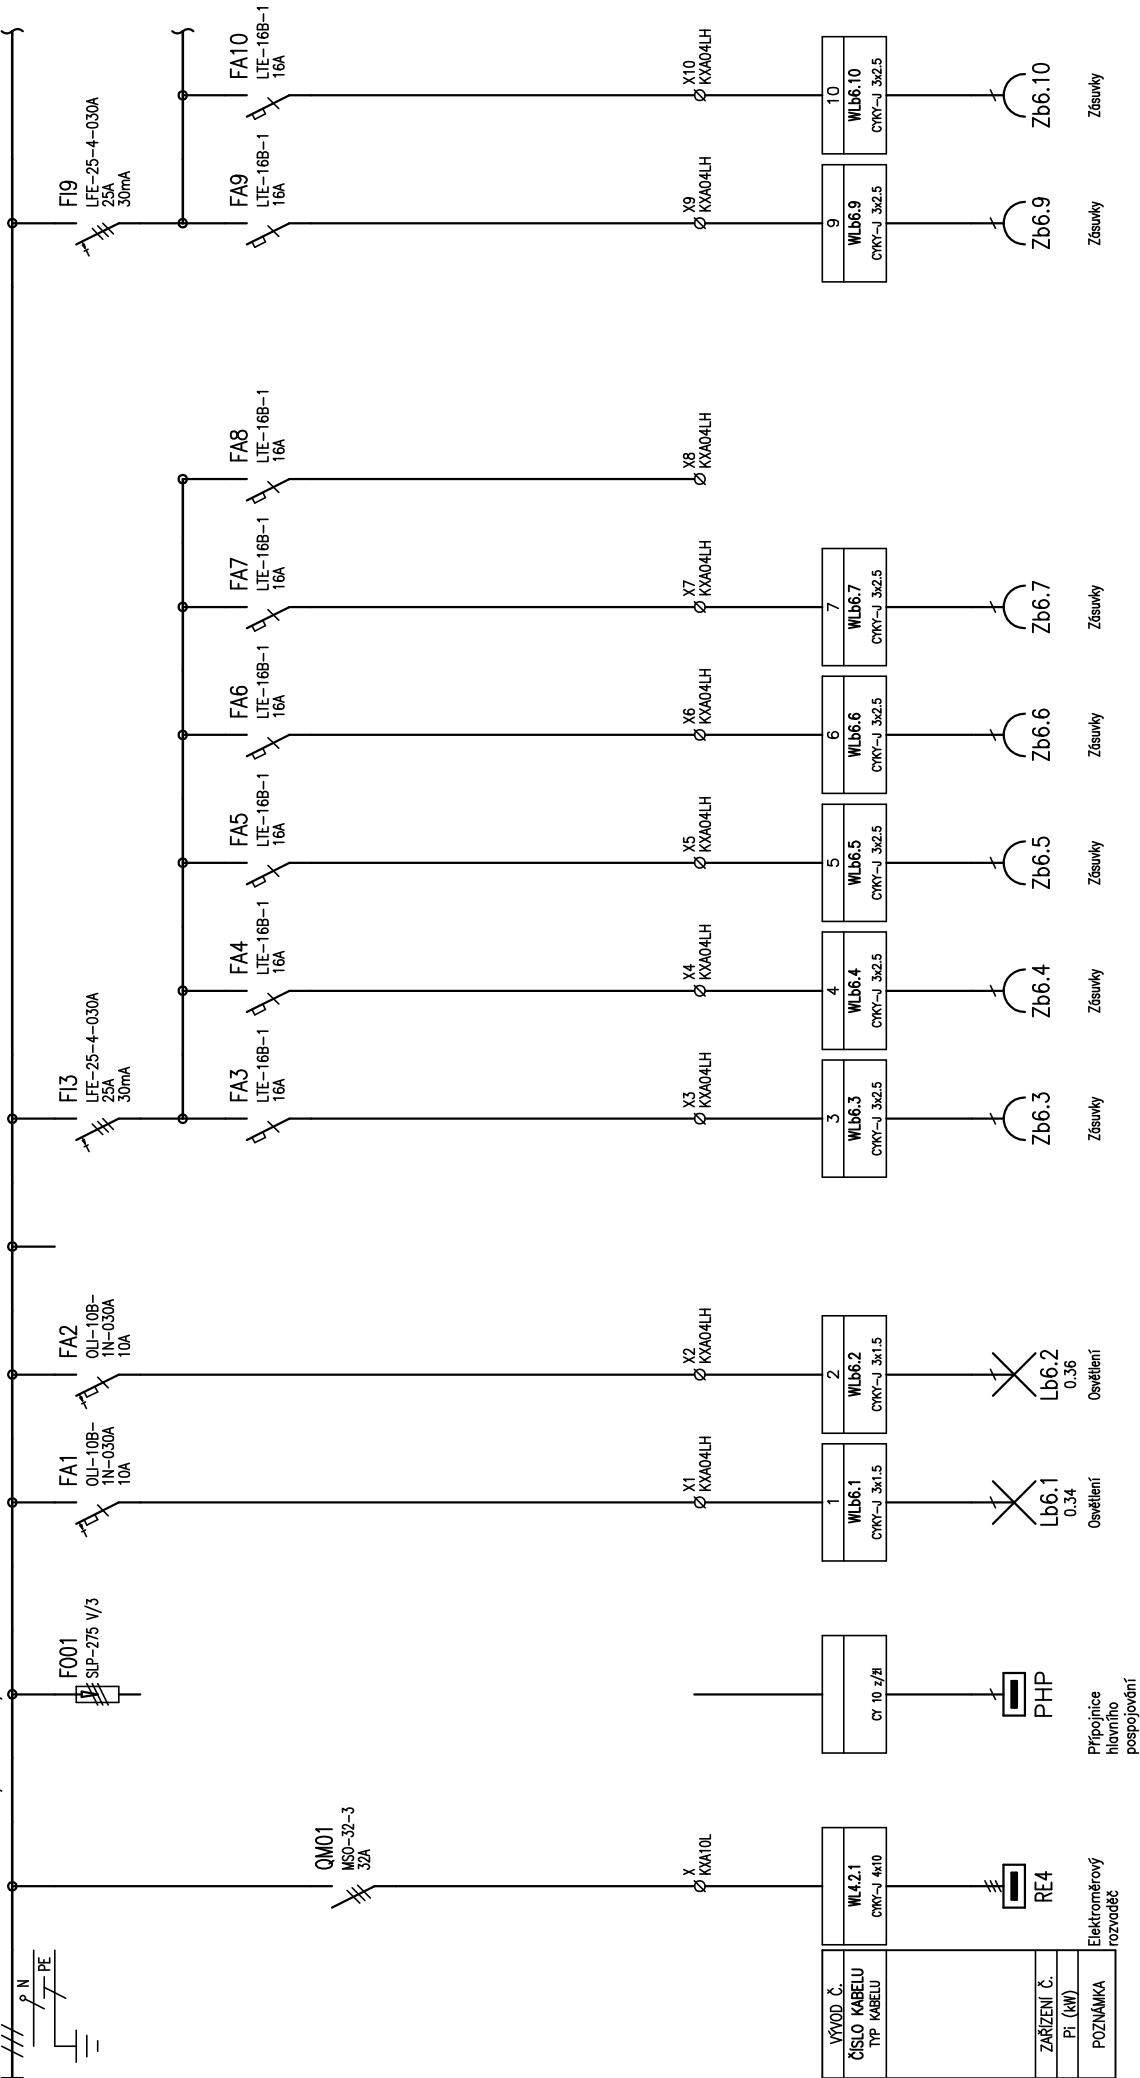 N
PE
QM01
MSO-32-3
32A
X
KXA10L
WL4.2.1
CYKY-J 4x10
RE4
Elektroměrový
rozvaděč
VÝVOD Č.
ČÍSLO KABELU
TYP KABELU
ZAŘÍZENÍ Č.
Pi (kW)
POZNÁMKA
F001
SLP-275 V/3
CY 10 z/žl
PHP
Přípojnice
hlavního
pospojování
FA1
OLI-10B-
1N-030A
10A
X1
KXA04LH
1
WLb6.1
CYKY-J 3x1.5
Lb6.1
0.34
Osvětlení
FA2
OLI-10B-
1N-030A
10A
X2
KXA04LH
2
WLb6.2
CYKY-J 3x1.5
Lb6.2
0.36
Osvětlení
FI3
LFE-25-4-030A
25A
30mA
FA3
LTE-16B-1
16A
X3
KXA04LH
3
WLb6.3
CYKY-J 3x2.5
Zb6.3
Zásuvky
FA4
LTE-16B-1
16A
X4
KXA04LH
4
WLb6.4
CYKY-J 3x2.5
Zb6.4
Zásuvky
FA5
LTE-16B-1
16A
X5
KXA04LH
5
WLb6.5
CYKY-J 3x2.5
Zb6.5
Zásuvky
FA6
LTE-16B-1
16A
X6
KXA04LH
6
WLb6.6
CYKY-J 3x2.5
Zb6.6
Zásuvky
FA7
LTE-16B-1
16A
X7
KXA04LH
7
WLb6.7
CYKY-J 3x2.5
Zb6.7
Zásuvky
FA8
LTE-16B-1
16A
X8
KXA04LH
FI9
LFE-25-4-030A
25A
30mA
FA9
LTE-16B-1
16A
X9
KXA04LH
9
WLb6.9
CYKY-J 3x2.5
Zb6.9
Zásuvky
FA10
LTE-16B-1
16A
X10
KXA04LH
10
WLb6.10
CYKY-J 3x2.5
Zb6.10
Zásuvky